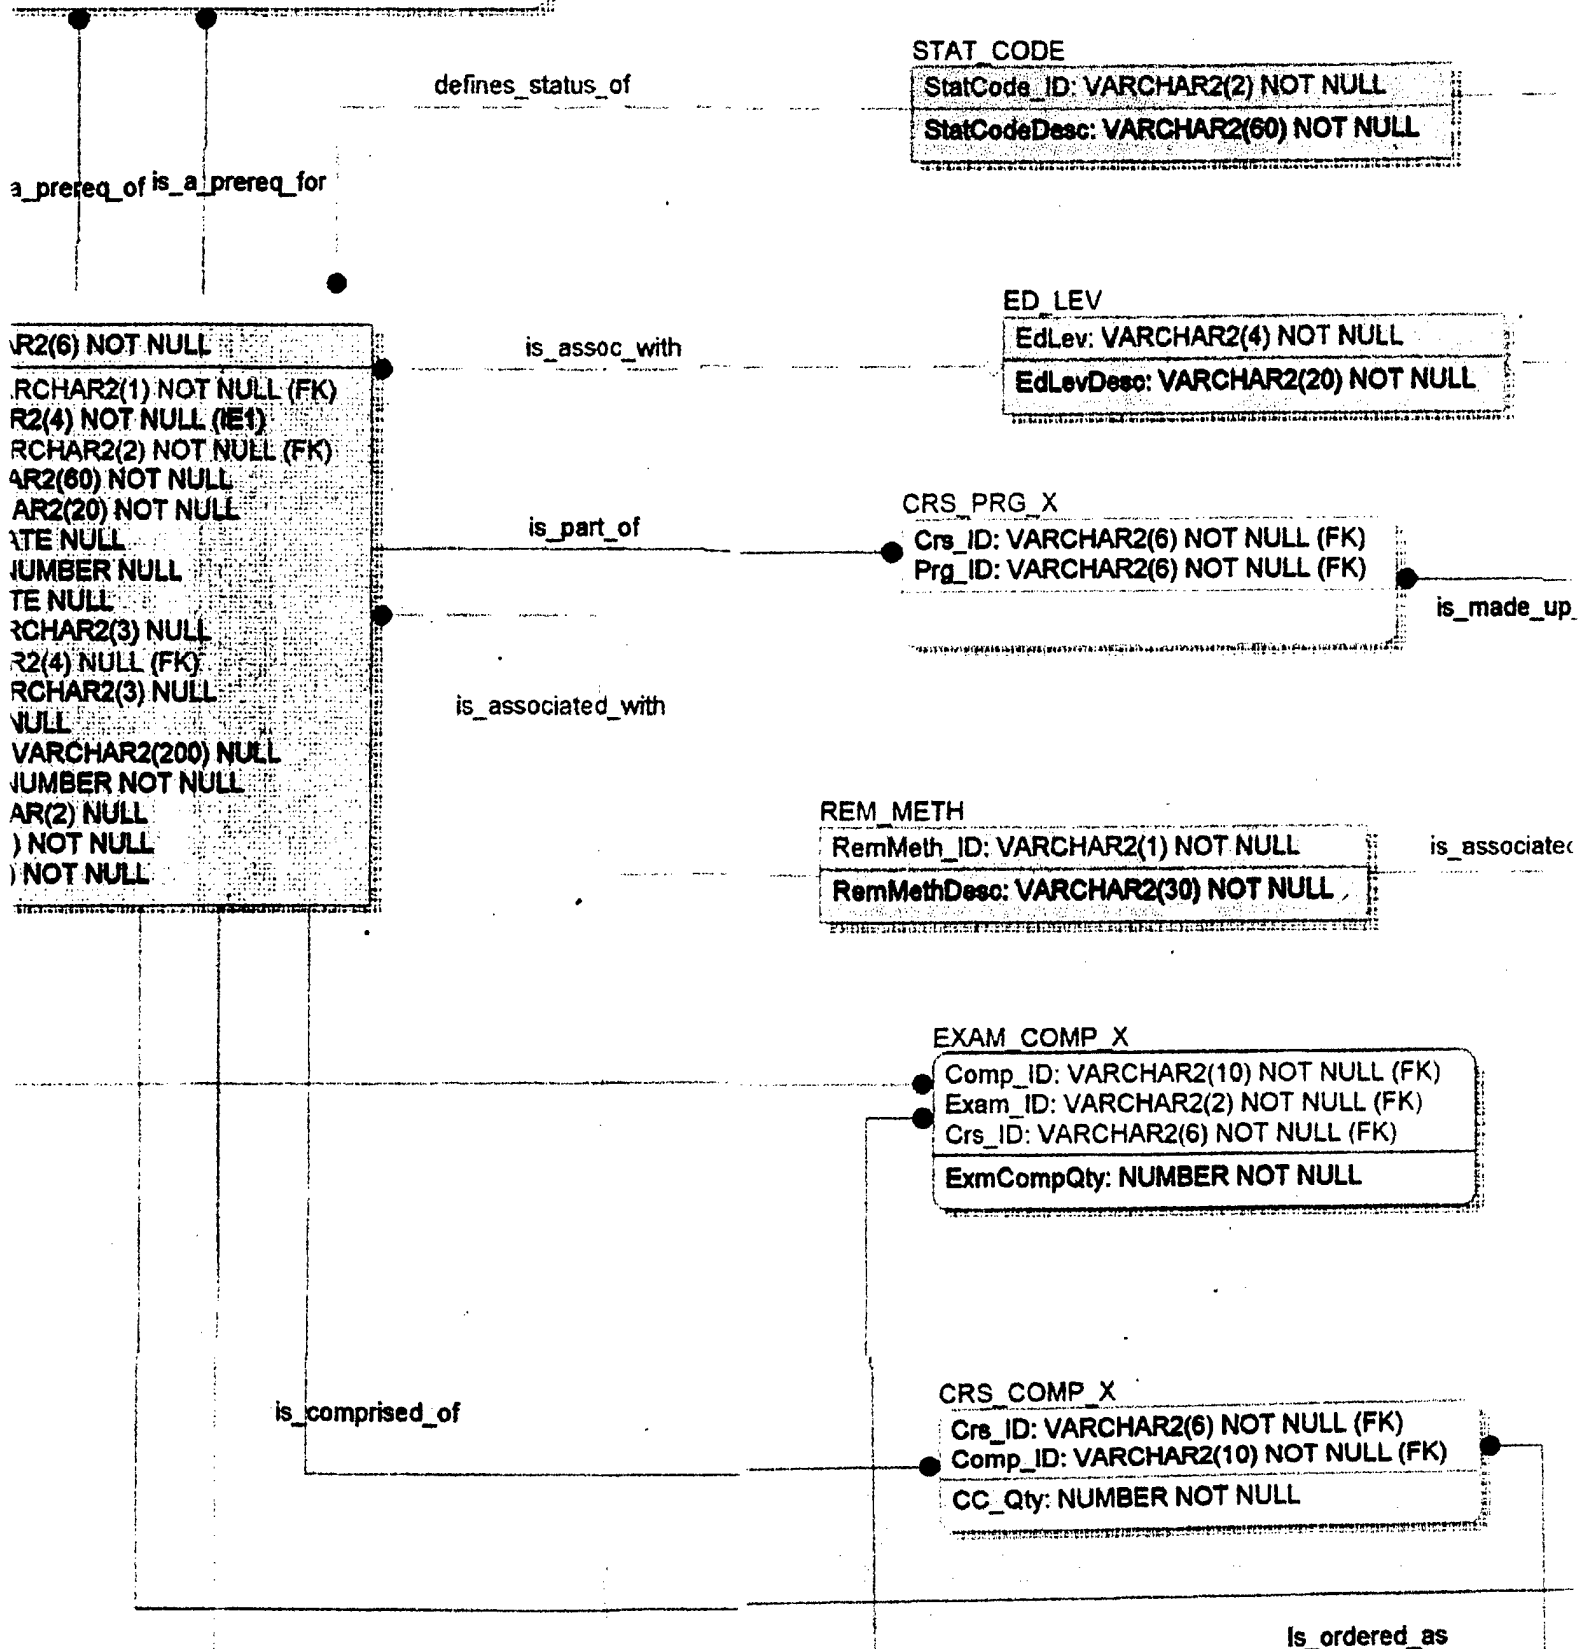 STAT_CODE
StatCode_ID: VARCHAR2(2) NOT NULL
StatCodeDesc: VARCHAR2(60) NOT NULL
defines_status_of
a_prereq_of is_a_prereq_for
ED_LEV
EdLev: VARCHAR2(4) NOT NULL
EdLevDesc: VARCHAR2(20) NOT NULL
is_assoc_with
R2(6) NOT NULL
RCHAR2(1) NOT NULL (FK)
R2(4) NOT NULL (IE1)
RCHAR2(2) NOT NULL (FK)
AR2(60) NOT NULL
AR2(20) NOT NULL
ATE NULL
NUMBER NULL
TE NULL
RCHAR2(3) NULL
R2(4) NULL (FK)
RCHAR2(3) NULL
NULL
VARCHAR2(200) NULL
NUMBER NOT NULL
AR(2) NULL
) NOT NULL
) NOT NULL
is_part_of
CRS_PRG_X
Crs_ID: VARCHAR2(6) NOT NULL (FK)
Prg_ID: VARCHAR2(6) NOT NULL (FK)
is_made_up_
is_associated_with
REM_METH
RemMeth_ID: VARCHAR2(1) NOT NULL
RemMethDesc: VARCHAR2(30) NOT NULL
is_associated
EXAM_COMP_X
Comp_ID: VARCHAR2(10) NOT NULL (FK)
Exam_ID: VARCHAR2(2) NOT NULL (FK)
Crs_ID: VARCHAR2(6) NOT NULL (FK)
ExmCompQty: NUMBER NOT NULL
is_comprised_of
CRS_COMP_X
Crs_ID: VARCHAR2(6) NOT NULL (FK)
Comp_ID: VARCHAR2(10) NOT NULL (FK)
CC_Qty: NUMBER NOT NULL
Is_ordered_as